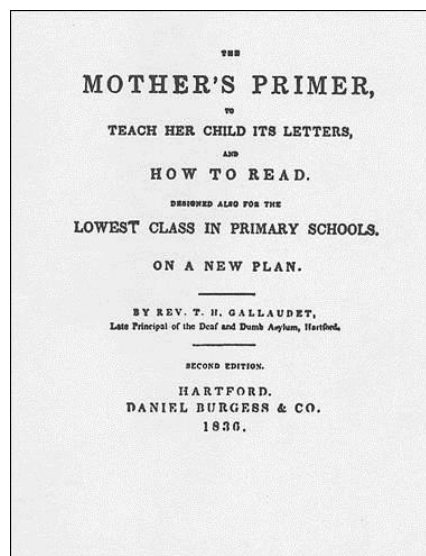 THE
MOTHER'S PRIMER,
TO
TEACH HER CHILD ITS LETTERS,
AND
HOW TO READ.
DESIGNED ALSO FOR THE
LOWEST CLASS IN PRIMARY SCHOOLS.
ON A NEW PLAN.
BY REV. T. H. GALLAUDET,
Late Principal of the Deaf and Dumb Asylum, Hartford.
SECOND EDITION.
HARTFORD.
DANIEL BURGESS & CO.
1836.